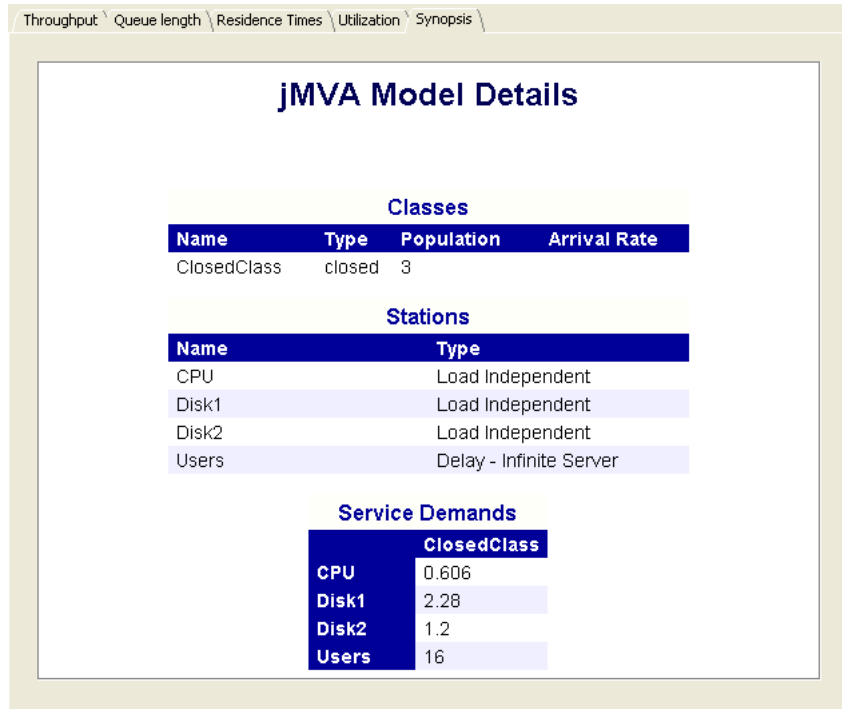 Throughput Queue length Residence Times Utilization Synopsis
jMVA Model Details
Classes
Name Type Population Arrival Rate
ClosedClass closed 3
Stations
Name Type
CPU Load Independent
Disk1 Load Independent
Disk2 Load Independent
Users Delay - Infinite Server
Service Demands
ClosedClass
CPU 0.606
Disk1 2.28
Disk2 1.2
Users 16